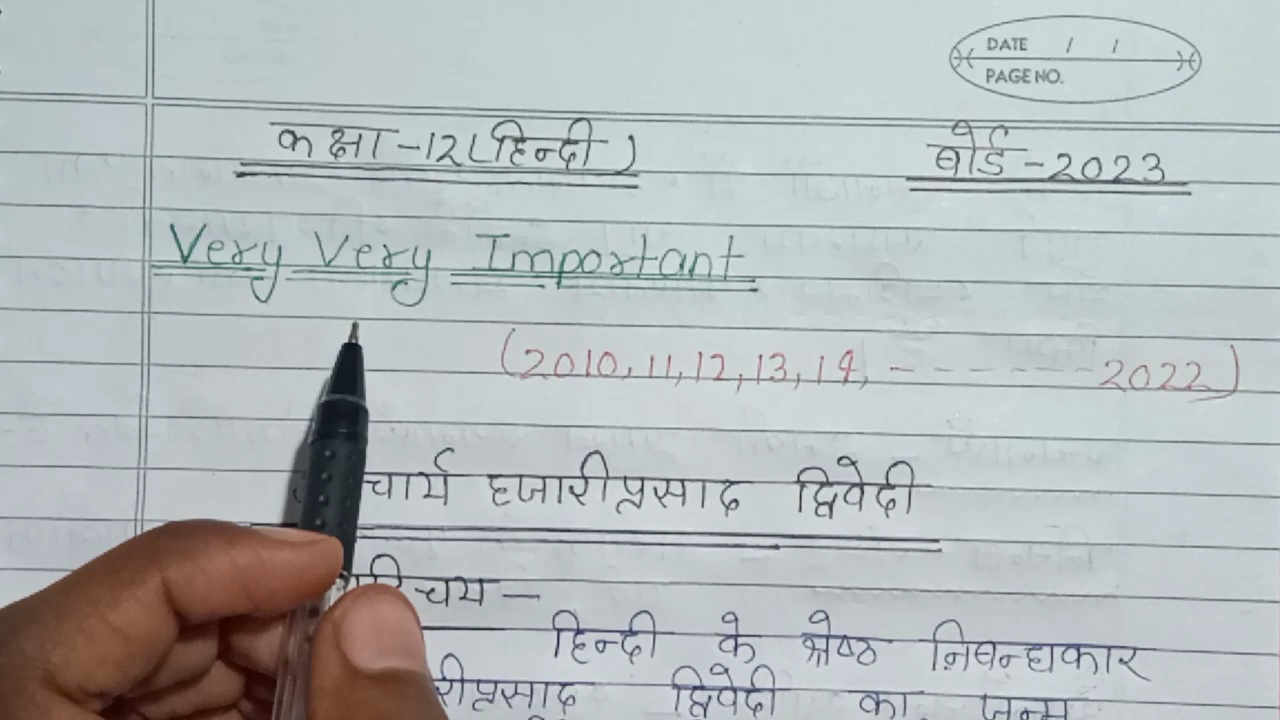 DATE / /
PAGE NO.
कक्षा -12 (हिन्दी) बोर्ड - 2023
Very Very Important
(2010, 11, 12, 13, 14, - - - - - - - 2022)
चार्य हजारीप्रसाद द्विवेदी
रिचय —
हिन्दी के श्रेष्ठ निबन्धकार
रीप्रसाद द्विवेदी का जन्म